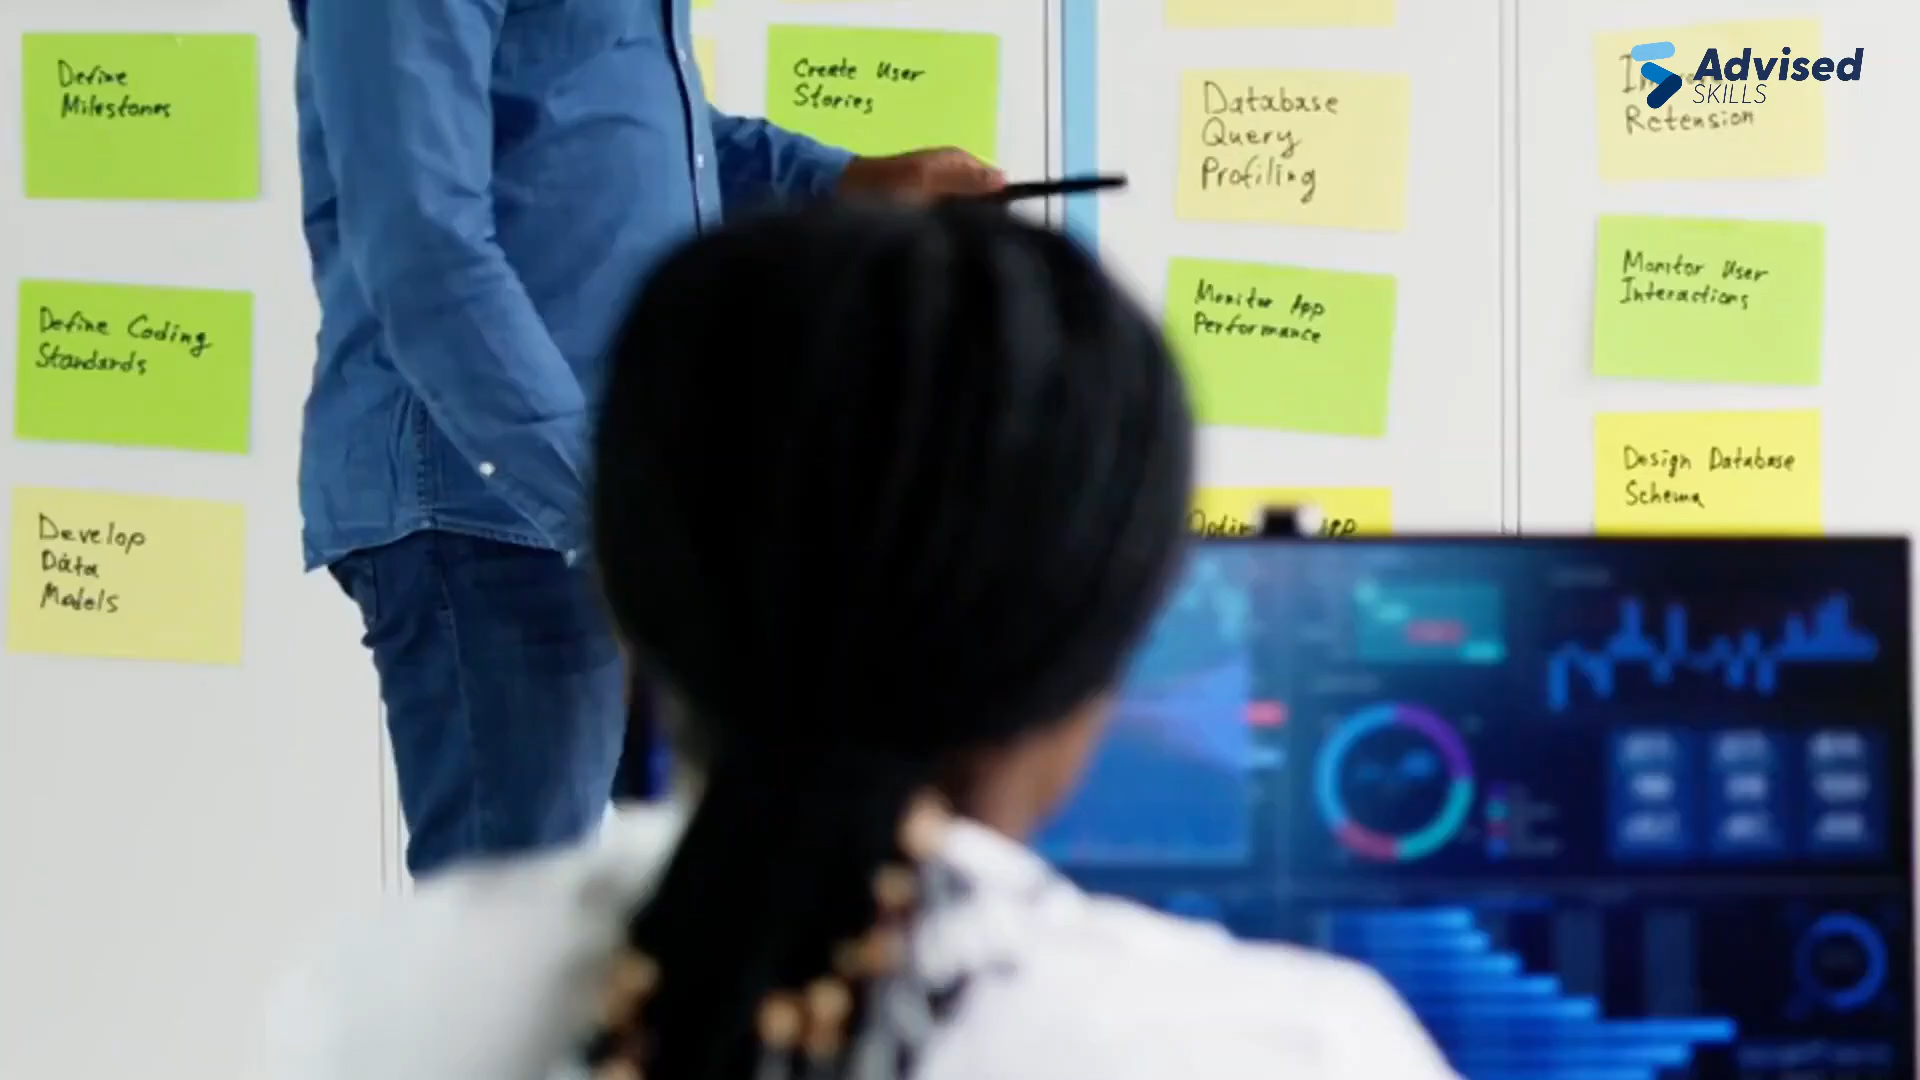 Define
Milestones
Define Coding
Standards
Develop
Data
Models
Create User
Stories
Database
Query
Profiling
Monitor App
Performance
App
Retension
Monitor User
Interactions
Design Database
Schema
Advised
SKILLS